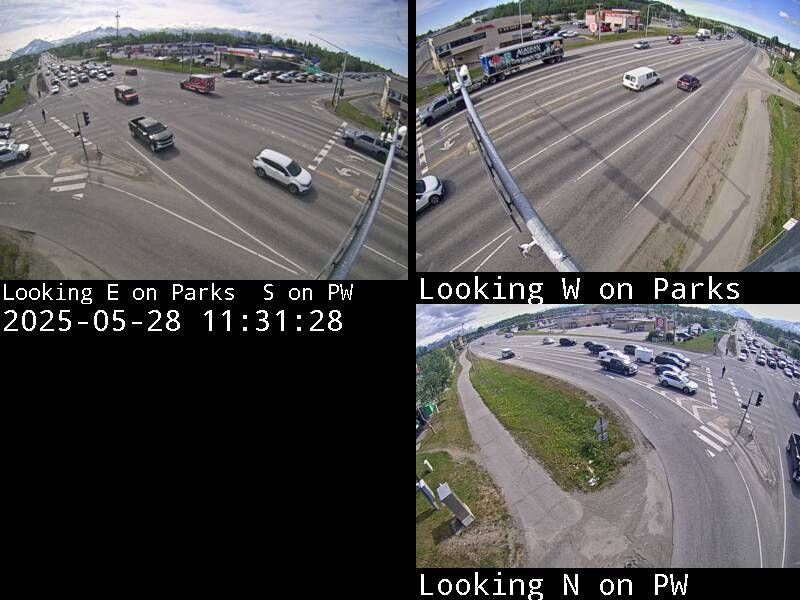 Looking E on Parks  S on PW
2025-05-28 11:31:28
Looking W on Parks
ALASKAN
Looking N on PW